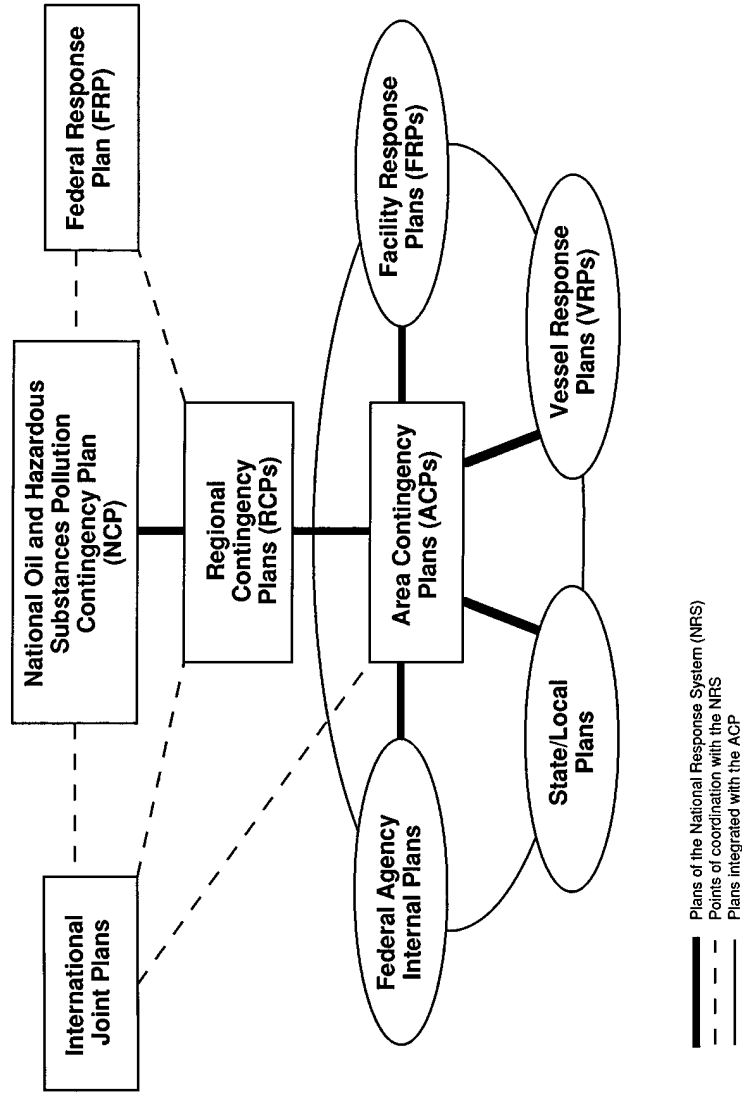 International
Joint Plans
National Oil and Hazardous
Substances Pollution
Contingency Plan
(NCP)
Federal Response
Plan (FRP)
Regional
Contingency
Plans (RCPs)
Federal Agency
Internal Plans
Area Contingency
Plans (ACPs)
Facility Response
Plans (FRPs)
State/Local
Plans
Vessel Response
Plans (VRPs)
Plans of the National Response System (NRS)
Points of coordination with the NRS
Plans integrated with the ACP